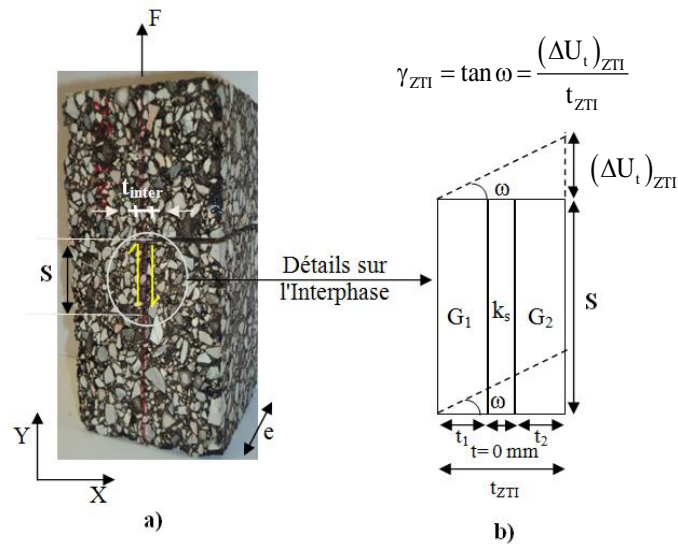 F
γ_ZTI = tan ω = (ΔU_t)_ZTI / t_ZTI
t_inter
S
Détails sur
l'Interphase
ω
(ΔU_t)_ZTI
G_1 k_s G_2
S
ω
t_1 t_2
t= 0 mm
t_ZTI
Y
X
e
a)
b)